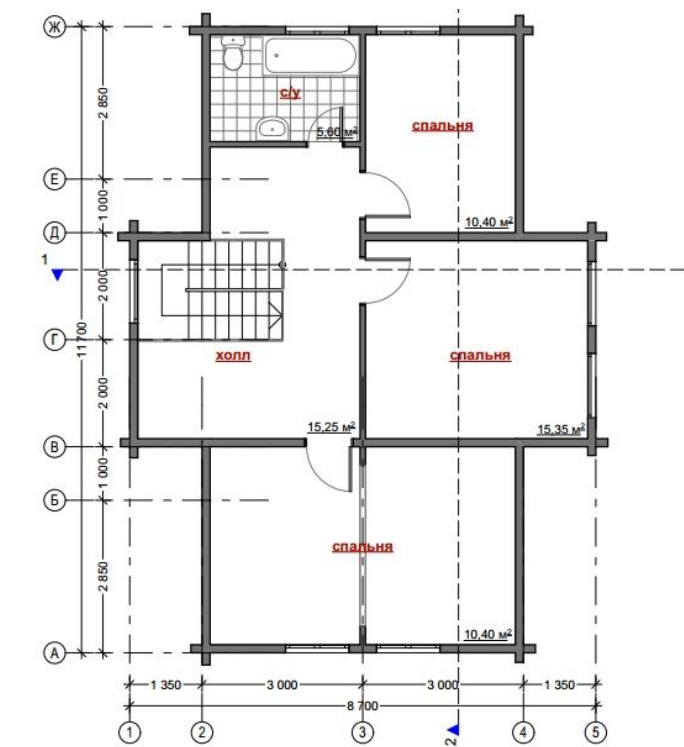 Ж
Е
Д
Г
В
Б
А
2 850
1 000
2 000
2 000
1 000
2 850
11700
1
с/у
5,60 м²
спальня
10,40 м²
холл
15,25 м²
спальня
15,35 м²
спальня
10,40 м²
1 350
3 000
3 000
1 350
8 700
1
2
3
2
4
5